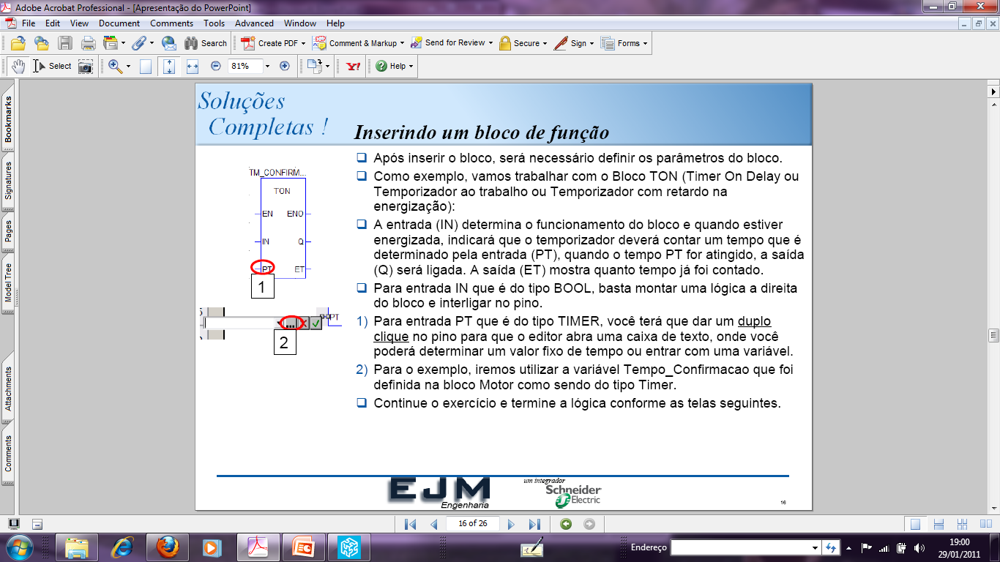 Adobe Acrobat Professional - [Apresentação do PowerPoint]
File Edit View Document Comments Tools Advanced Window Help
Search Create PDF Comment & Markup Send for Review Secure Sign Forms
Select 81% Y! Help
Bookmarks
Signatures
Pages
Model Tree
Attachments
Comments
Soluções
Completas !
Inserindo um bloco de função
TM_CONFIRM...
TON
EN ENO
IN Q
PT ET
1
PT
2
Após inserir o bloco, será necessário definir os parâmetros do bloco.
Como exemplo, vamos trabalhar com o Bloco TON (Timer On Delay ou
Temporizador ao trabalho ou Temporizador com retardo na
energização):
A entrada (IN) determina o funcionamento do bloco e quando estiver
energizada, indicará que o temporizador deverá contar um tempo que é
determinado pela entrada (PT), quando o tempo PT for atingido, a saída
(Q) será ligada. A saída (ET) mostra quanto tempo já foi contado.
Para entrada IN que é do tipo BOOL, basta montar uma lógica a direita
do bloco e interligar no pino.
1) Para entrada PT que é do tipo TIMER, você terá que dar um duplo
clique no pino para que o editor abra uma caixa de texto, onde você
poderá determinar um valor fixo de tempo ou entrar com uma variável.
2) Para o exemplo, iremos utilizar a variável Tempo_Confirmacao que foi
definida na bloco Motor como sendo do tipo Timer.
Continue o exercício e termine a lógica conforme as telas seguintes.
EJM
Engenharia
um integrador
Schneider
Electric
16
16 of 26
Endereço
19:00
29/01/2011